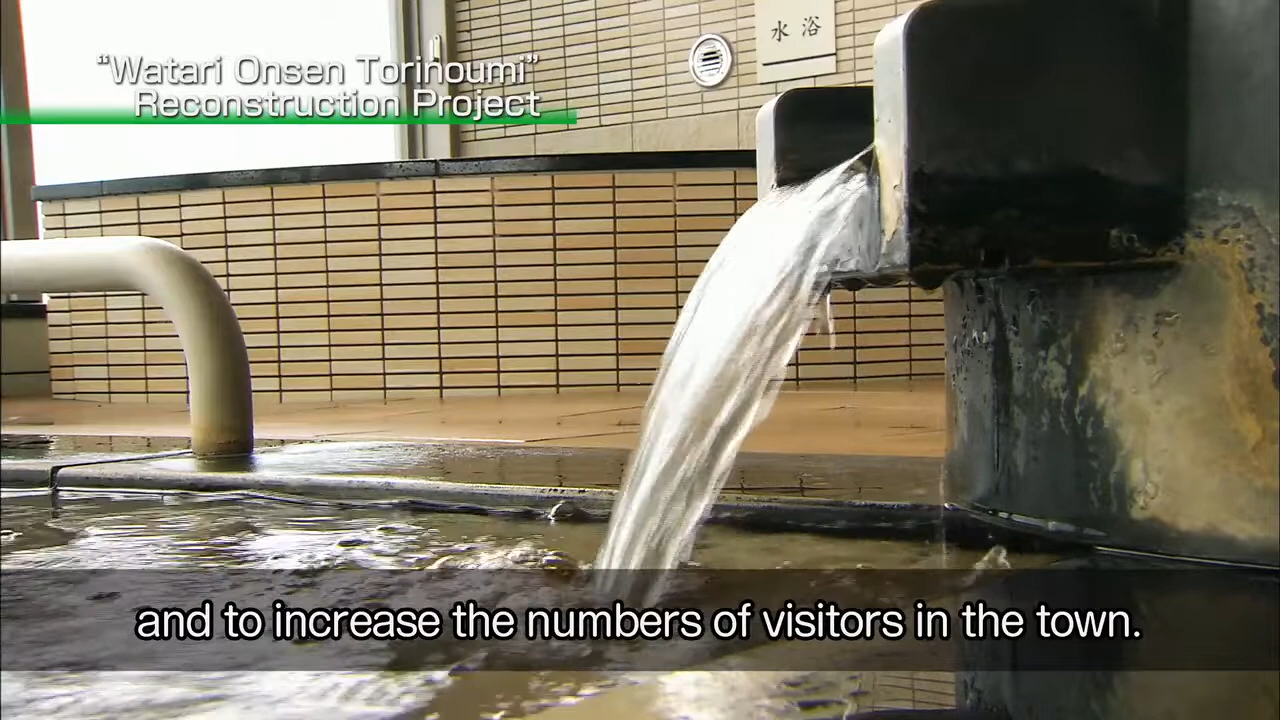 “Watari Onsen Torinoumi”
Reconstruction Project
水浴
and to increase the numbers of visitors in the town.